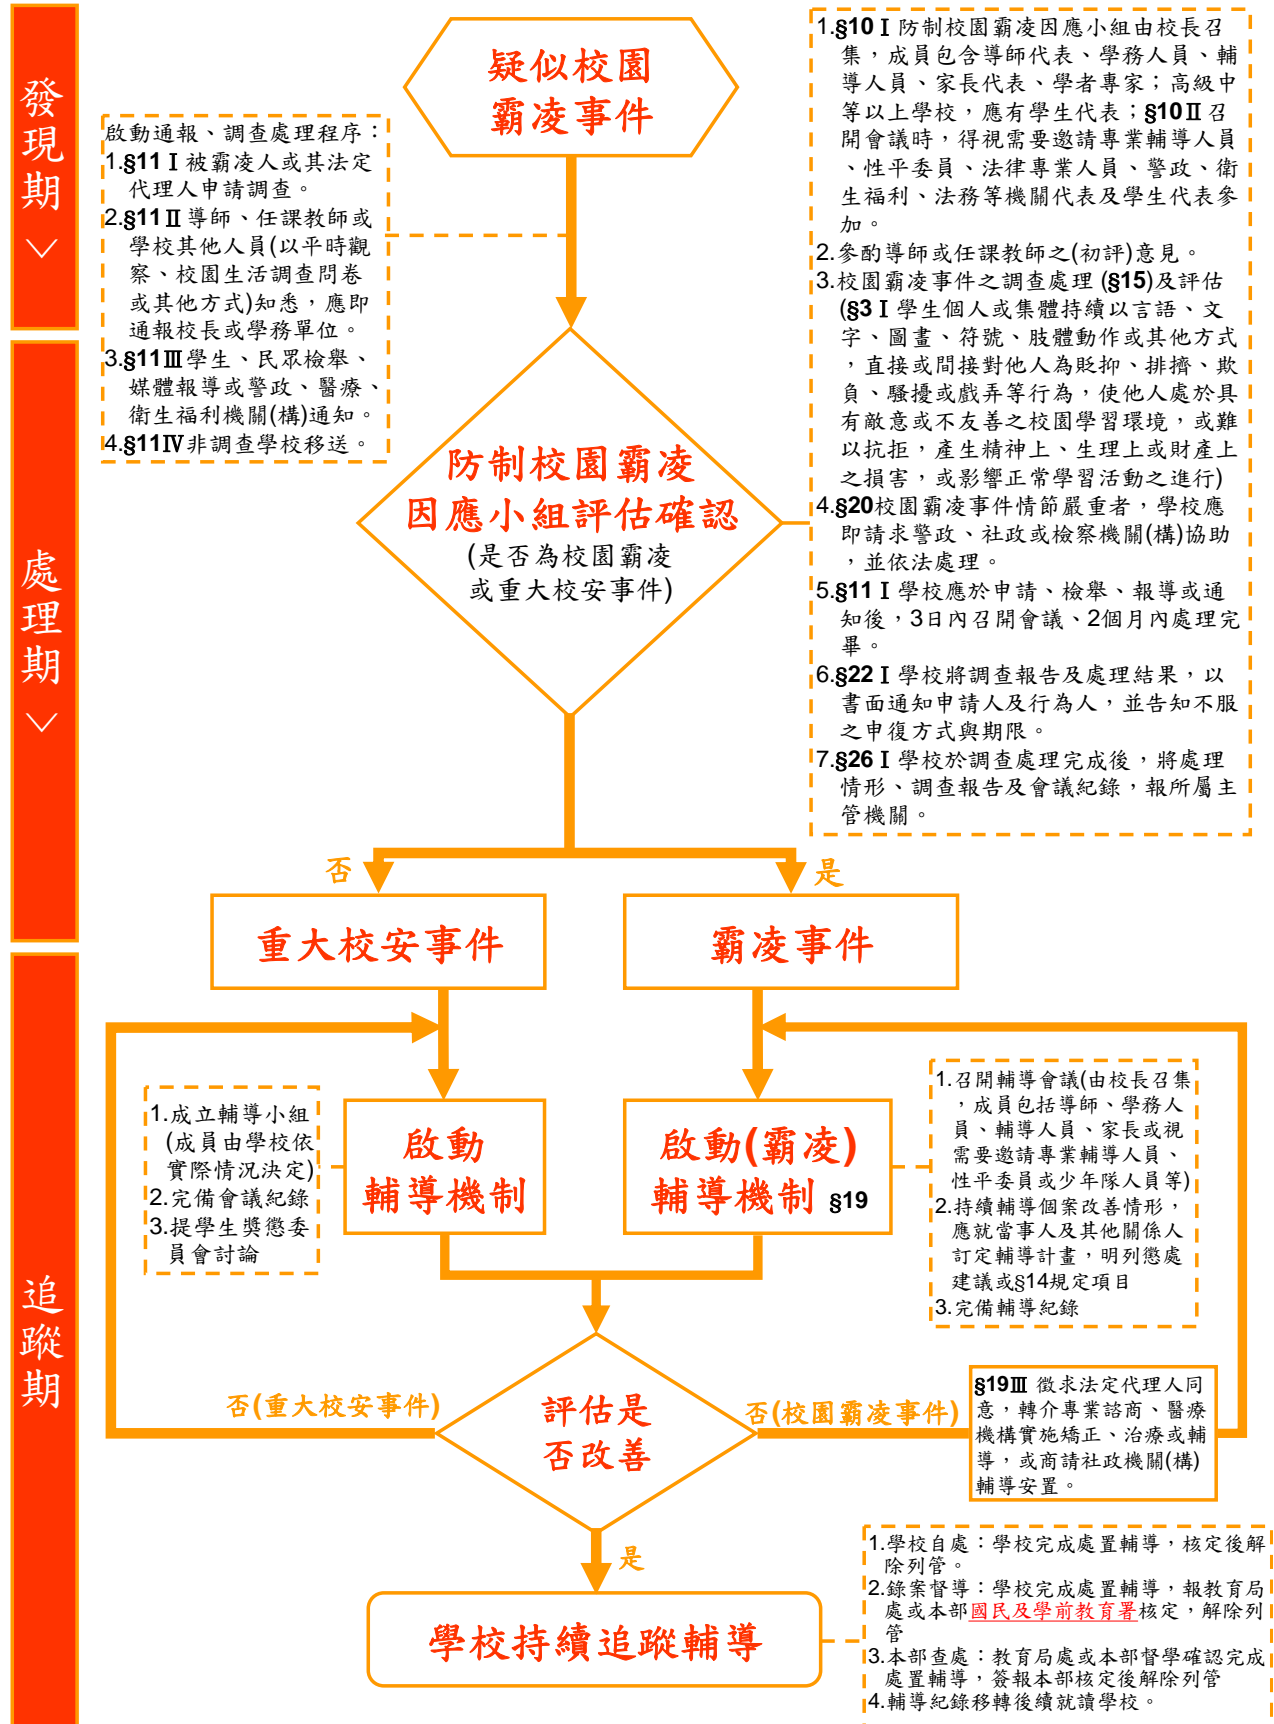 發現期
疑似校園
霸凌事件
啟動通報、調查處理程序：
1.§11Ⅰ被霸凌人或其法定
代理人申請調查。
2.§11Ⅱ導師、任課教師或
學校其他人員(以平時觀
察、校園生活調查問卷
或其他方式)知悉，應即
通報校長或學務單位。
3.§11Ⅲ學生、民眾檢舉、
媒體報導或警政、醫療、
衛生福利機關(構)通知。
4.§11Ⅳ非調查學校移送。
1.§10Ⅰ防制校園霸凌因應小組由校長召
集，成員包含導師代表、學務人員、輔
導人員、家長代表、學者專家；高級中
等以上學校，應有學生代表；§10Ⅱ召
開會議時，得視需要邀請專業輔導人員
、性平委員、法律專業人員、警政、衛
生福利、法務等機關代表及學生代表參
加。
2.參酌導師或任課教師之(初評)意見。
3.校園霸凌事件之調查處理 (§15)及評估
(§3Ⅰ學生個人或集體持續以言語、文
字、圖畫、符號、肢體動作或其他方式
，直接或間接對他人為貶抑、排擠、欺
負、騷擾或戲弄等行為，使他人處於具
有敵意或不友善之校園學習環境，或難
以抗拒，產生精神上、生理上或財產上
之損害，或影響正常學習活動之進行)
4.§20校園霸凌事件情節嚴重者，學校應
即請求警政、社政或檢察機關(構)協助
，並依法處理。
5.§11Ⅰ學校應於申請、檢舉、報導或通
知後，3日內召開會議、2個月內處理完
畢。
6.§22Ⅰ學校將調查報告及處理結果，以
書面通知申請人及行為人，並告知不服
之申復方式與期限。
7.§26Ⅰ學校於調查處理完成後，將處理
情形、調查報告及會議紀錄，報所屬主
管機關。
處理期
防制校園霸凌
因應小組評估確認
(是否為校園霸凌
或重大校安事件)
否
是
重大校安事件
霸凌事件
追蹤期
1.成立輔導小組
(成員由學校依
實際情況決定)
2.完備會議紀錄
3.提學生獎懲委
員會討論
啟動
輔導機制
啟動(霸凌)
輔導機制 §19
1.召開輔導會議(由校長召集
，成員包括導師、學務人
員、輔導人員、家長或視
需要邀請專業輔導人員、
性平委員或少年隊人員等)
2.持續輔導個案改善情形，
應就當事人及其他關係人
訂定輔導計畫，明列懲處
建議或§14規定項目
3.完備輔導紀錄
否(重大校安事件)
評估是
否改善
否(校園霸凌事件)
§19Ⅲ 徵求法定代理人同
意，轉介專業諮商、醫療
機構實施矯正、治療或輔
導，或商請社政機關(構)
輔導安置。
是
學校持續追蹤輔導
1.學校自處：學校完成處置輔導，核定後解
除列管。
2.錄案督導：學校完成處置輔導，報教育局
處或本部國民及學前教育署核定，解除列
管
3.本部查處：教育局處或本部督學確認完成
處置輔導，簽報本部核定後解除列管
4.輔導紀錄移轉後續就讀學校。